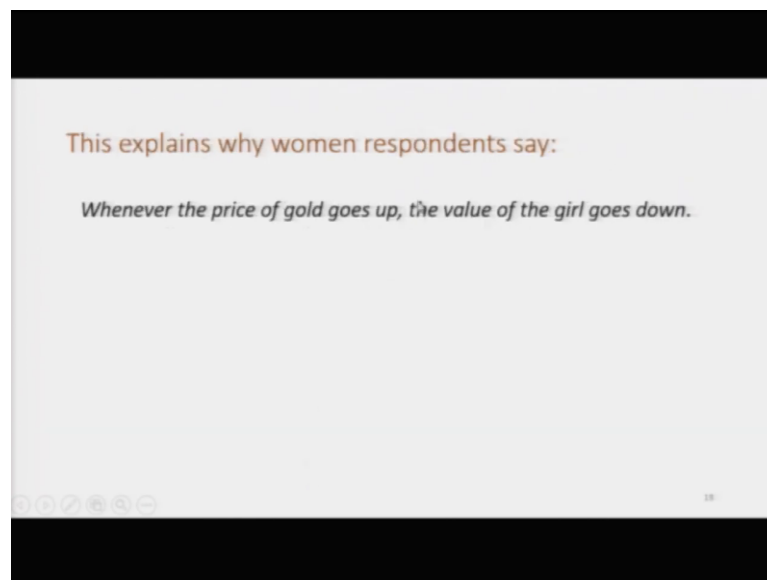 This explains why women respondents say:
Whenever the price of gold goes up, the value of the girl goes down.
19